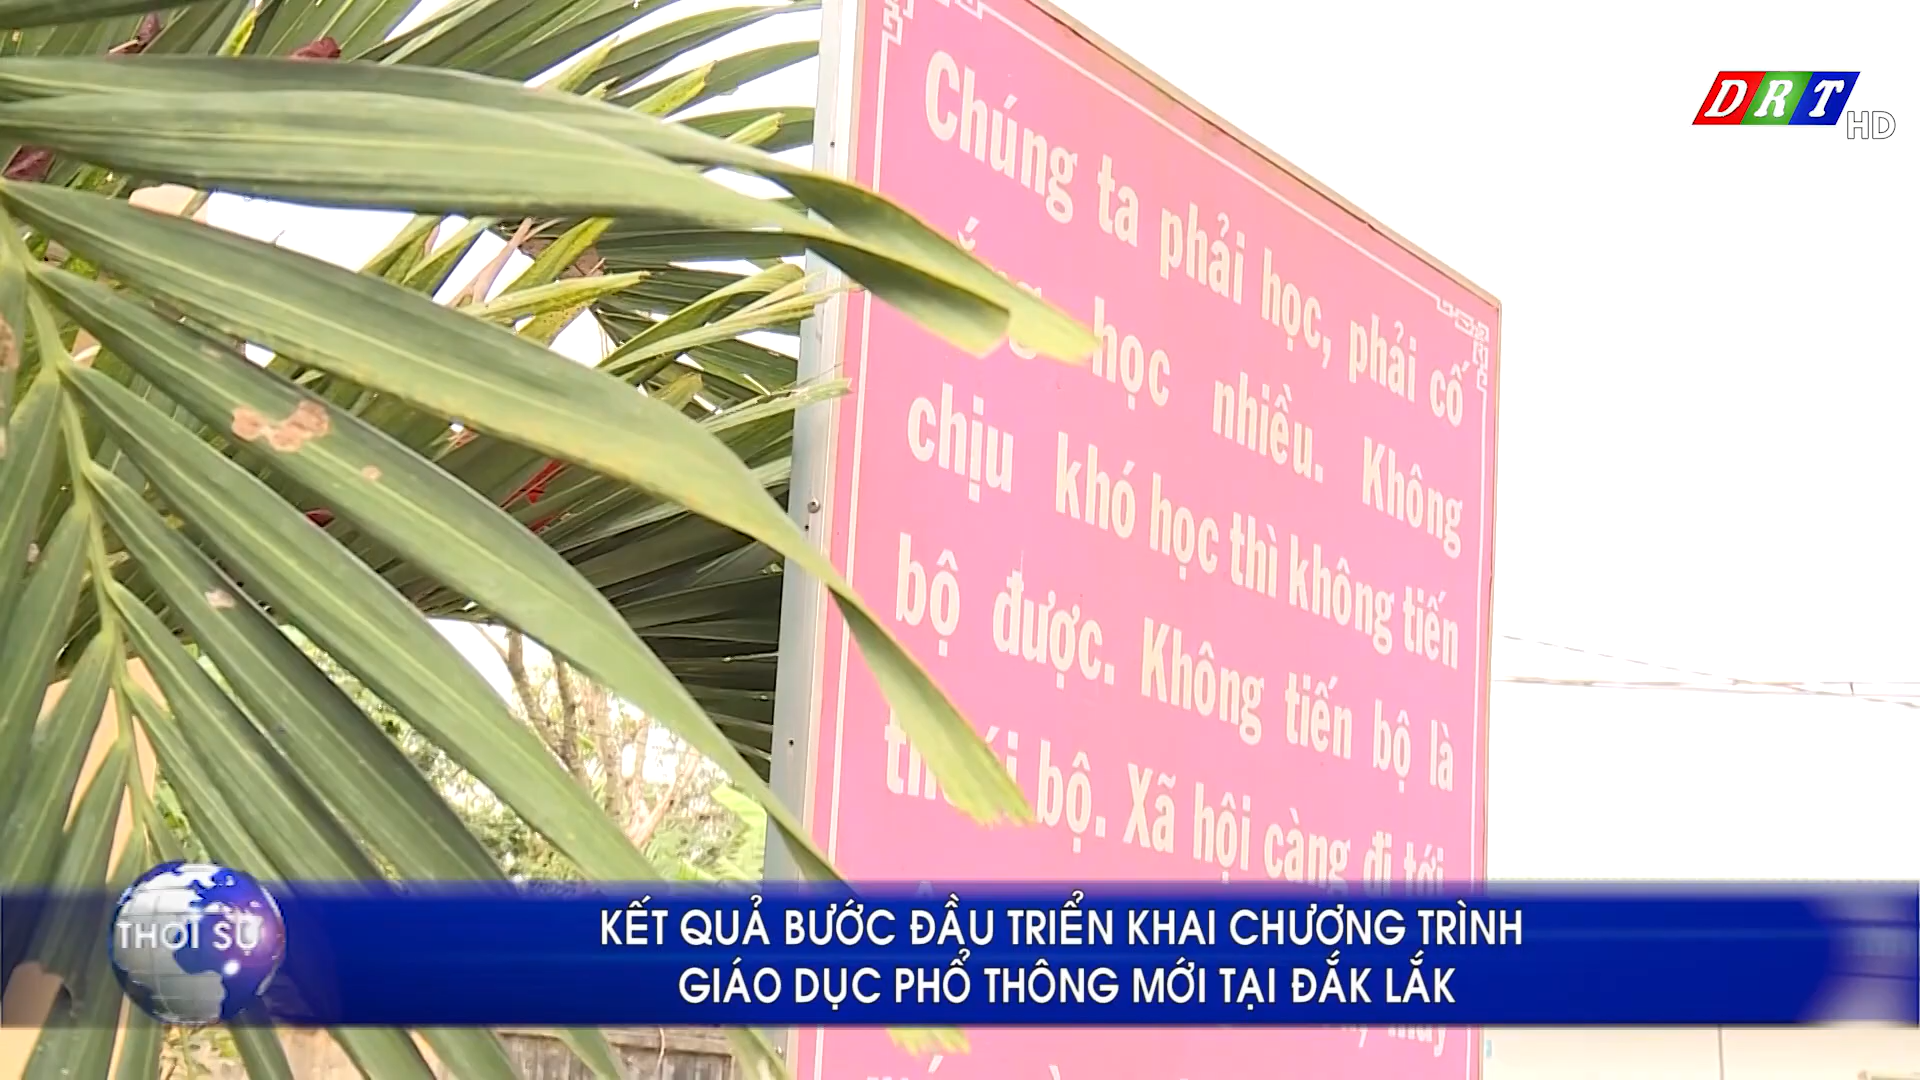 DRT HD
Chúng ta phải học, phải cố
học nhiều. Không
chịu khó học thì không tiến
bộ được. Không tiến bộ là
bộ. Xã hội càng đi tới
THỜI SỰ
KẾT QUẢ BƯỚC ĐẦU TRIỂN KHAI CHƯƠNG TRÌNH
GIÁO DỤC PHỔ THÔNG MỚI TẠI ĐẮK LẮK